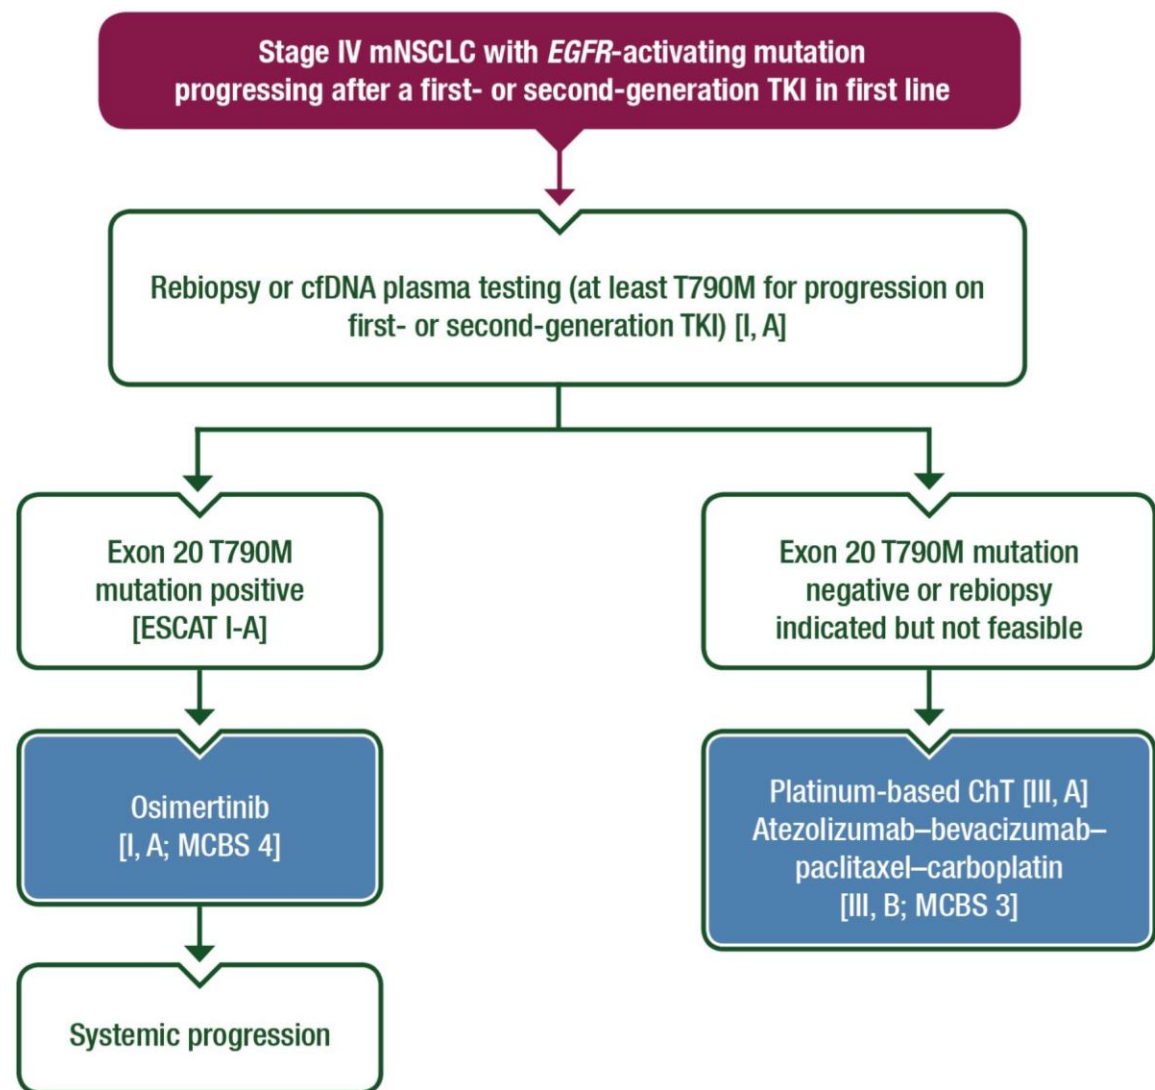 Stage IV mNSCLC with EGFR-activating mutation
progressing after a first- or second-generation TKI in first line
Rebiopsy or cfDNA plasma testing (at least T790M for progression on
first- or second-generation TKI) [I, A]
Exon 20 T790M
mutation positive
[ESCAT I-A]
Exon 20 T790M mutation
negative or rebiopsy
indicated but not feasible
Osimertinib
[I, A; MCBS 4]
Platinum-based ChT [III, A]
Atezolizumab–bevacizumab–
paclitaxel–carboplatin
[III, B; MCBS 3]
Systemic progression